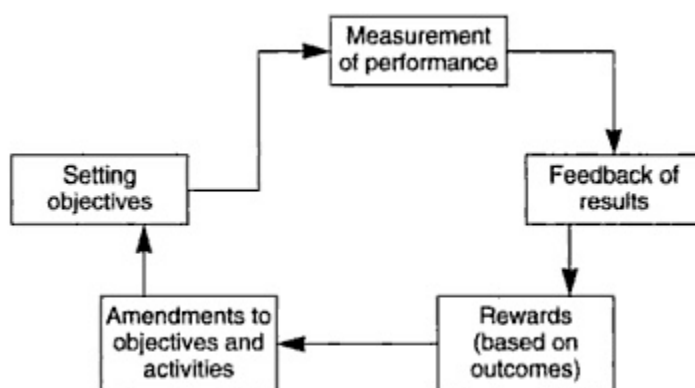 Measurement
of performance
Setting
objectives
Feedback of
results
Amendments to
objectives and
activities
Rewards
(based on
outcomes)